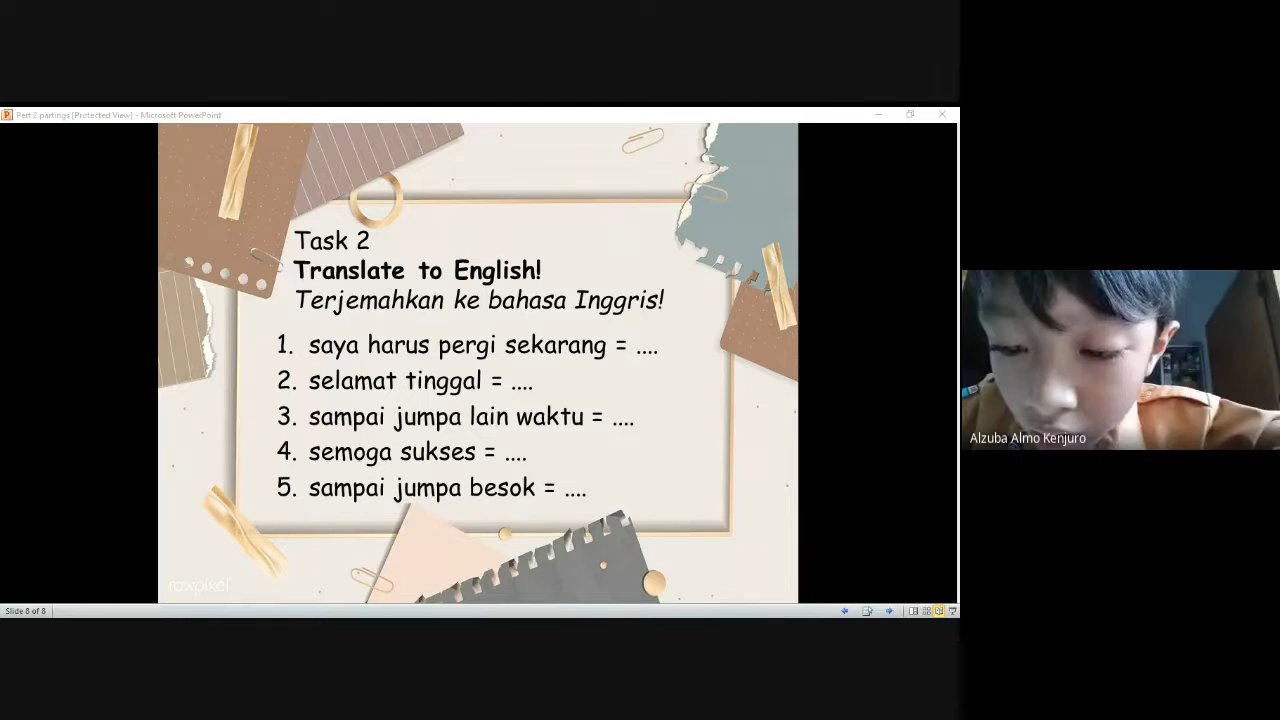 Pert 2 partings [Protected View] - Microsoft PowerPoint
Task 2
Translate to English!
Terjemahkan ke bahasa Inggris!
1. saya harus pergi sekarang = ....
2. selamat tinggal = ....
3. sampai jumpa lain waktu = ....
4. semoga sukses = ....
5. sampai jumpa besok = ....
rawpixel
Slide 8 of 8
Alzuba Almo Kenjuro